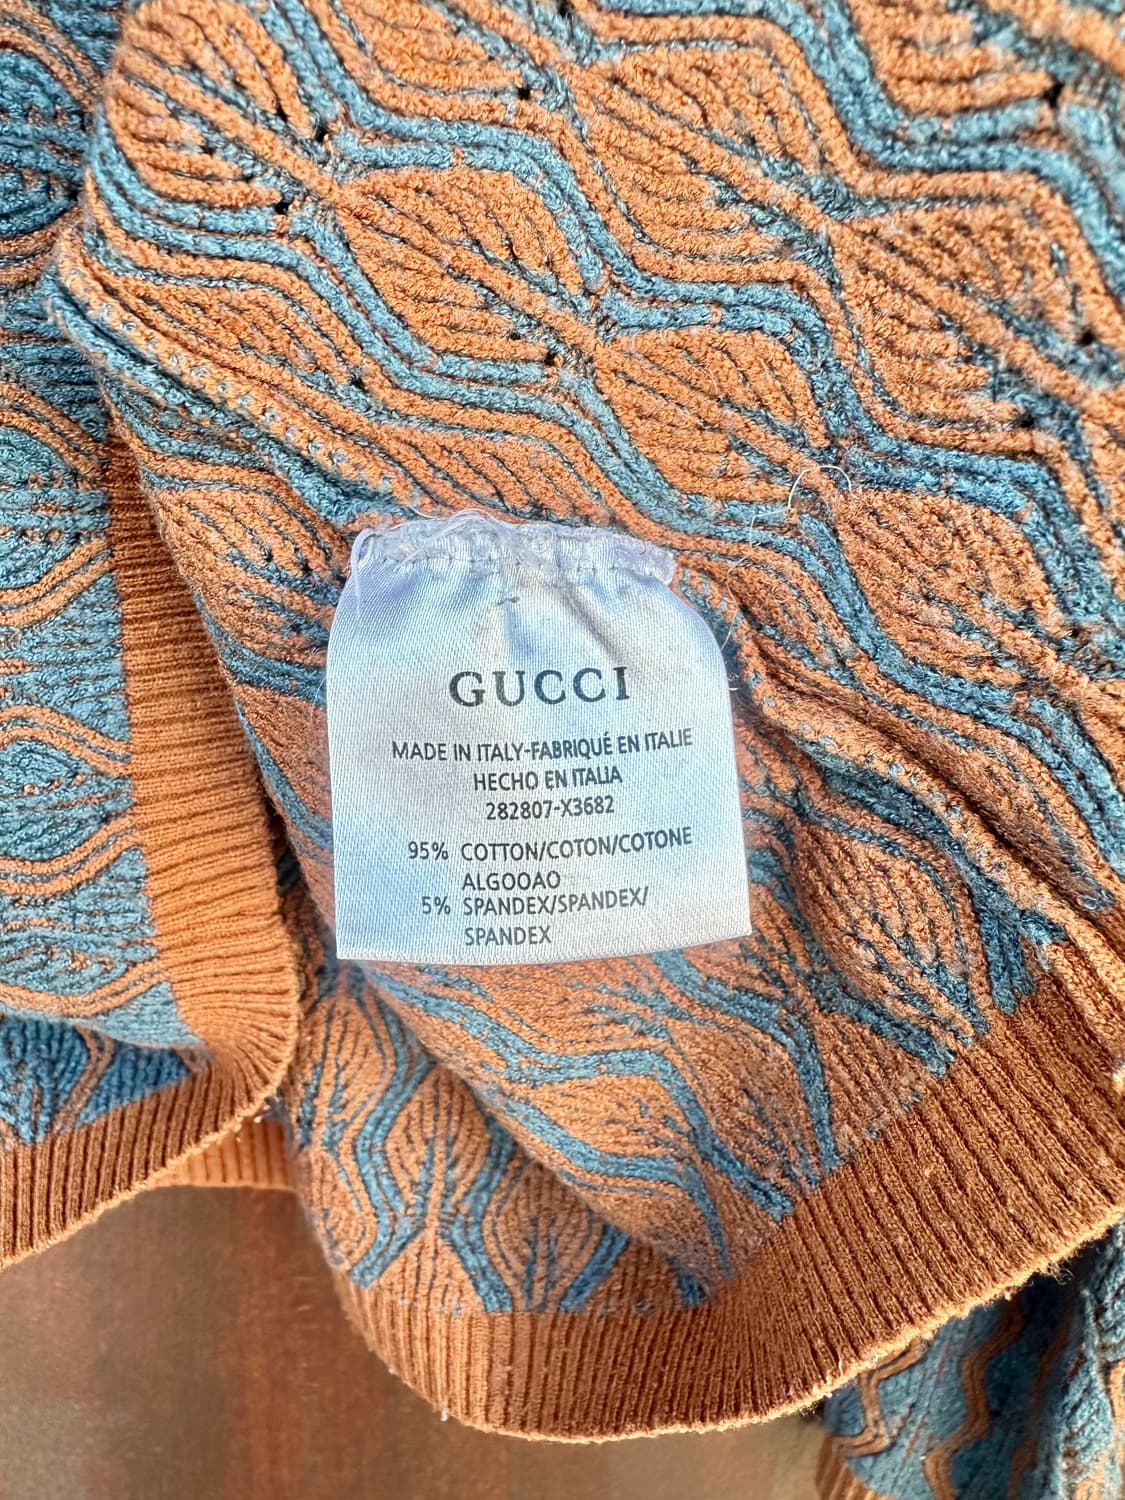 GUCCI
MADE IN ITALY-FABRIQUÉ EN ITALIE
HECHO EN ITALIA
282807-X3682
95% COTTON/COTON/COTONE
ALGOOAO
5% SPANDEX/SPANDEX/
SPANDEX